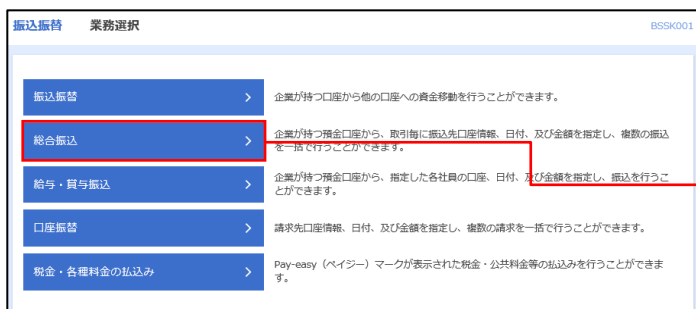 振込振替 業務選択 BSSK001
振込振替 > 企業が持つ口座から他の口座への資金移動を行うことができます。
総合振込 > 企業が持つ預金口座から、取引毎に振込先口座情報、日付、及び金額を指定し、複数の振込
を一括で行うことができます。
給与・賞与振込 > 企業が持つ預金口座から、指定した各社員の口座、日付、及び金額を指定し、振込を行うこ
とができます。
口座振替 > 請求先口座情報、日付、及び金額を指定し、複数の請求を一括で行うことができます。
税金・各種料金の払込み > Pay-easy（ペイジー）マークが表示された税金・公共料金等の払込みを行うことができま
す。